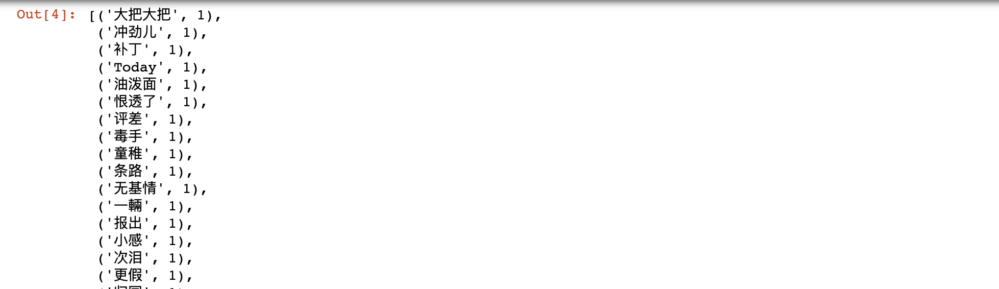 Out[4]: [('大把大把', 1),
('冲劲儿', 1),
('补丁', 1),
('Today', 1),
('油泼面', 1),
('恨透了', 1),
('评差', 1),
('毒手', 1),
('童稚', 1),
('条路', 1),
('无基情', 1),
('一輛', 1),
('报出', 1),
('小感', 1),
('次泪', 1),
('更假', 1),